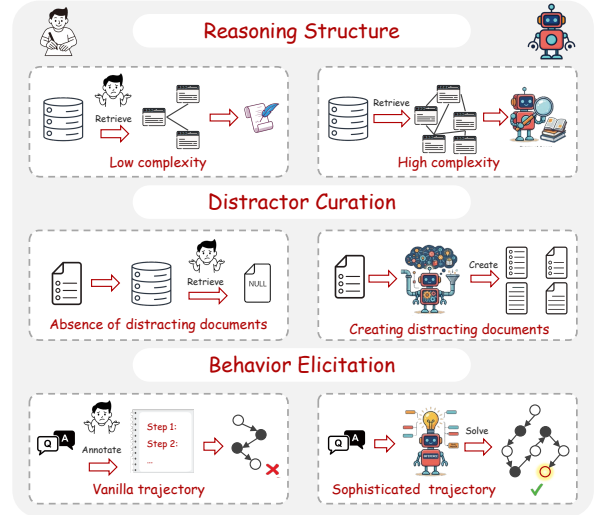 Reasoning Structure
Retrieve
Low complexity
Retrieve
High complexity
Distractor Curation
Retrieve
NULL
Absence of distracting documents
Create
Creating distracting documents
Behavior Elicitation
Q A
Annotate
Step 1:
Step 2:
...
Vanilla trajectory
Q A
Solve
Sophisticated trajectory